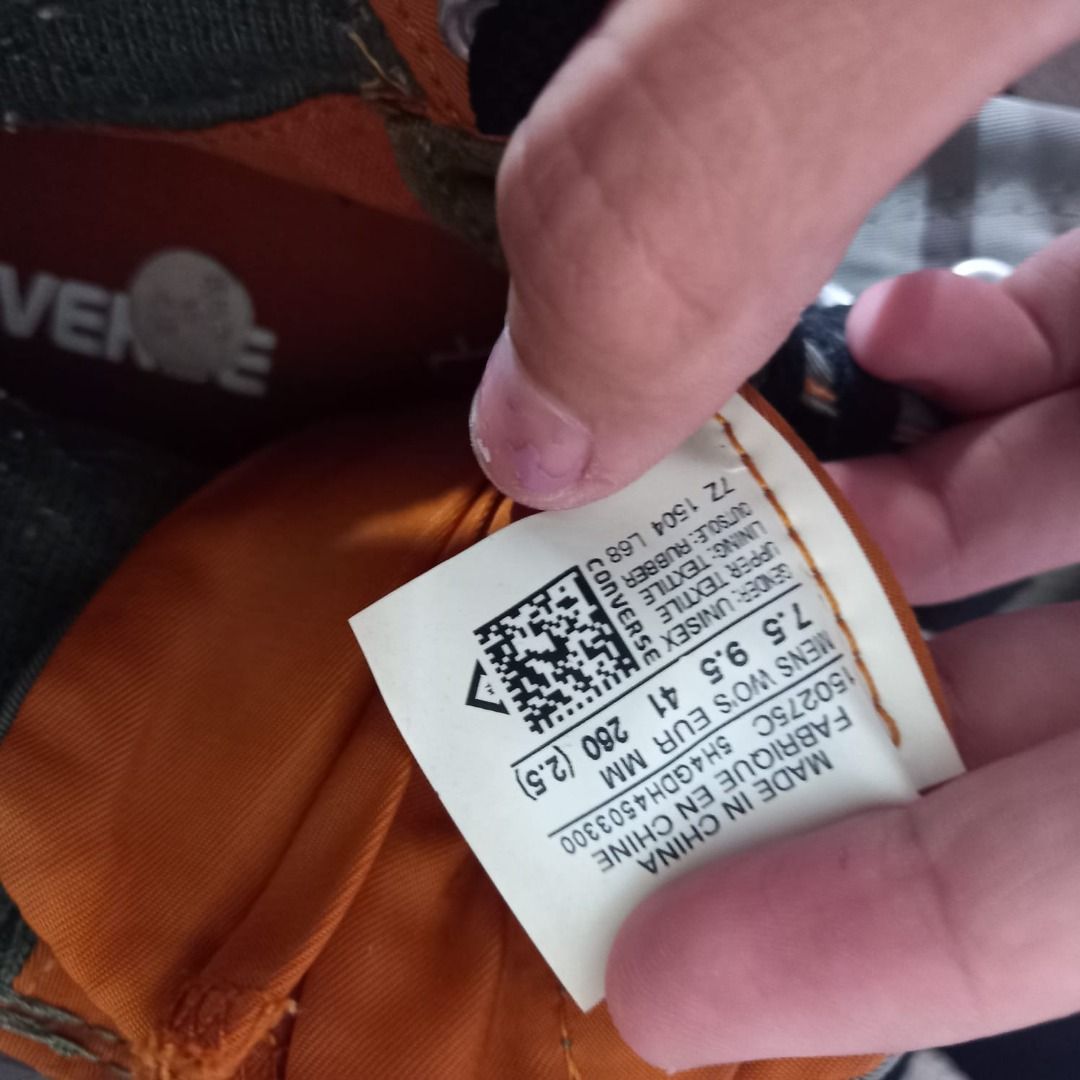 MADE IN CHINA
FABRIQUE EN CHINE
150275C 5H4GDH4503300
MENS WO'S EUR MM
7.5 9.5 41 260 (2.5)
GENDER: UNISEX
UPPER TEXTILE
LINING: TEXTILE
OUTSOLE: RUBBER
72 1504 L68
CONVERSE